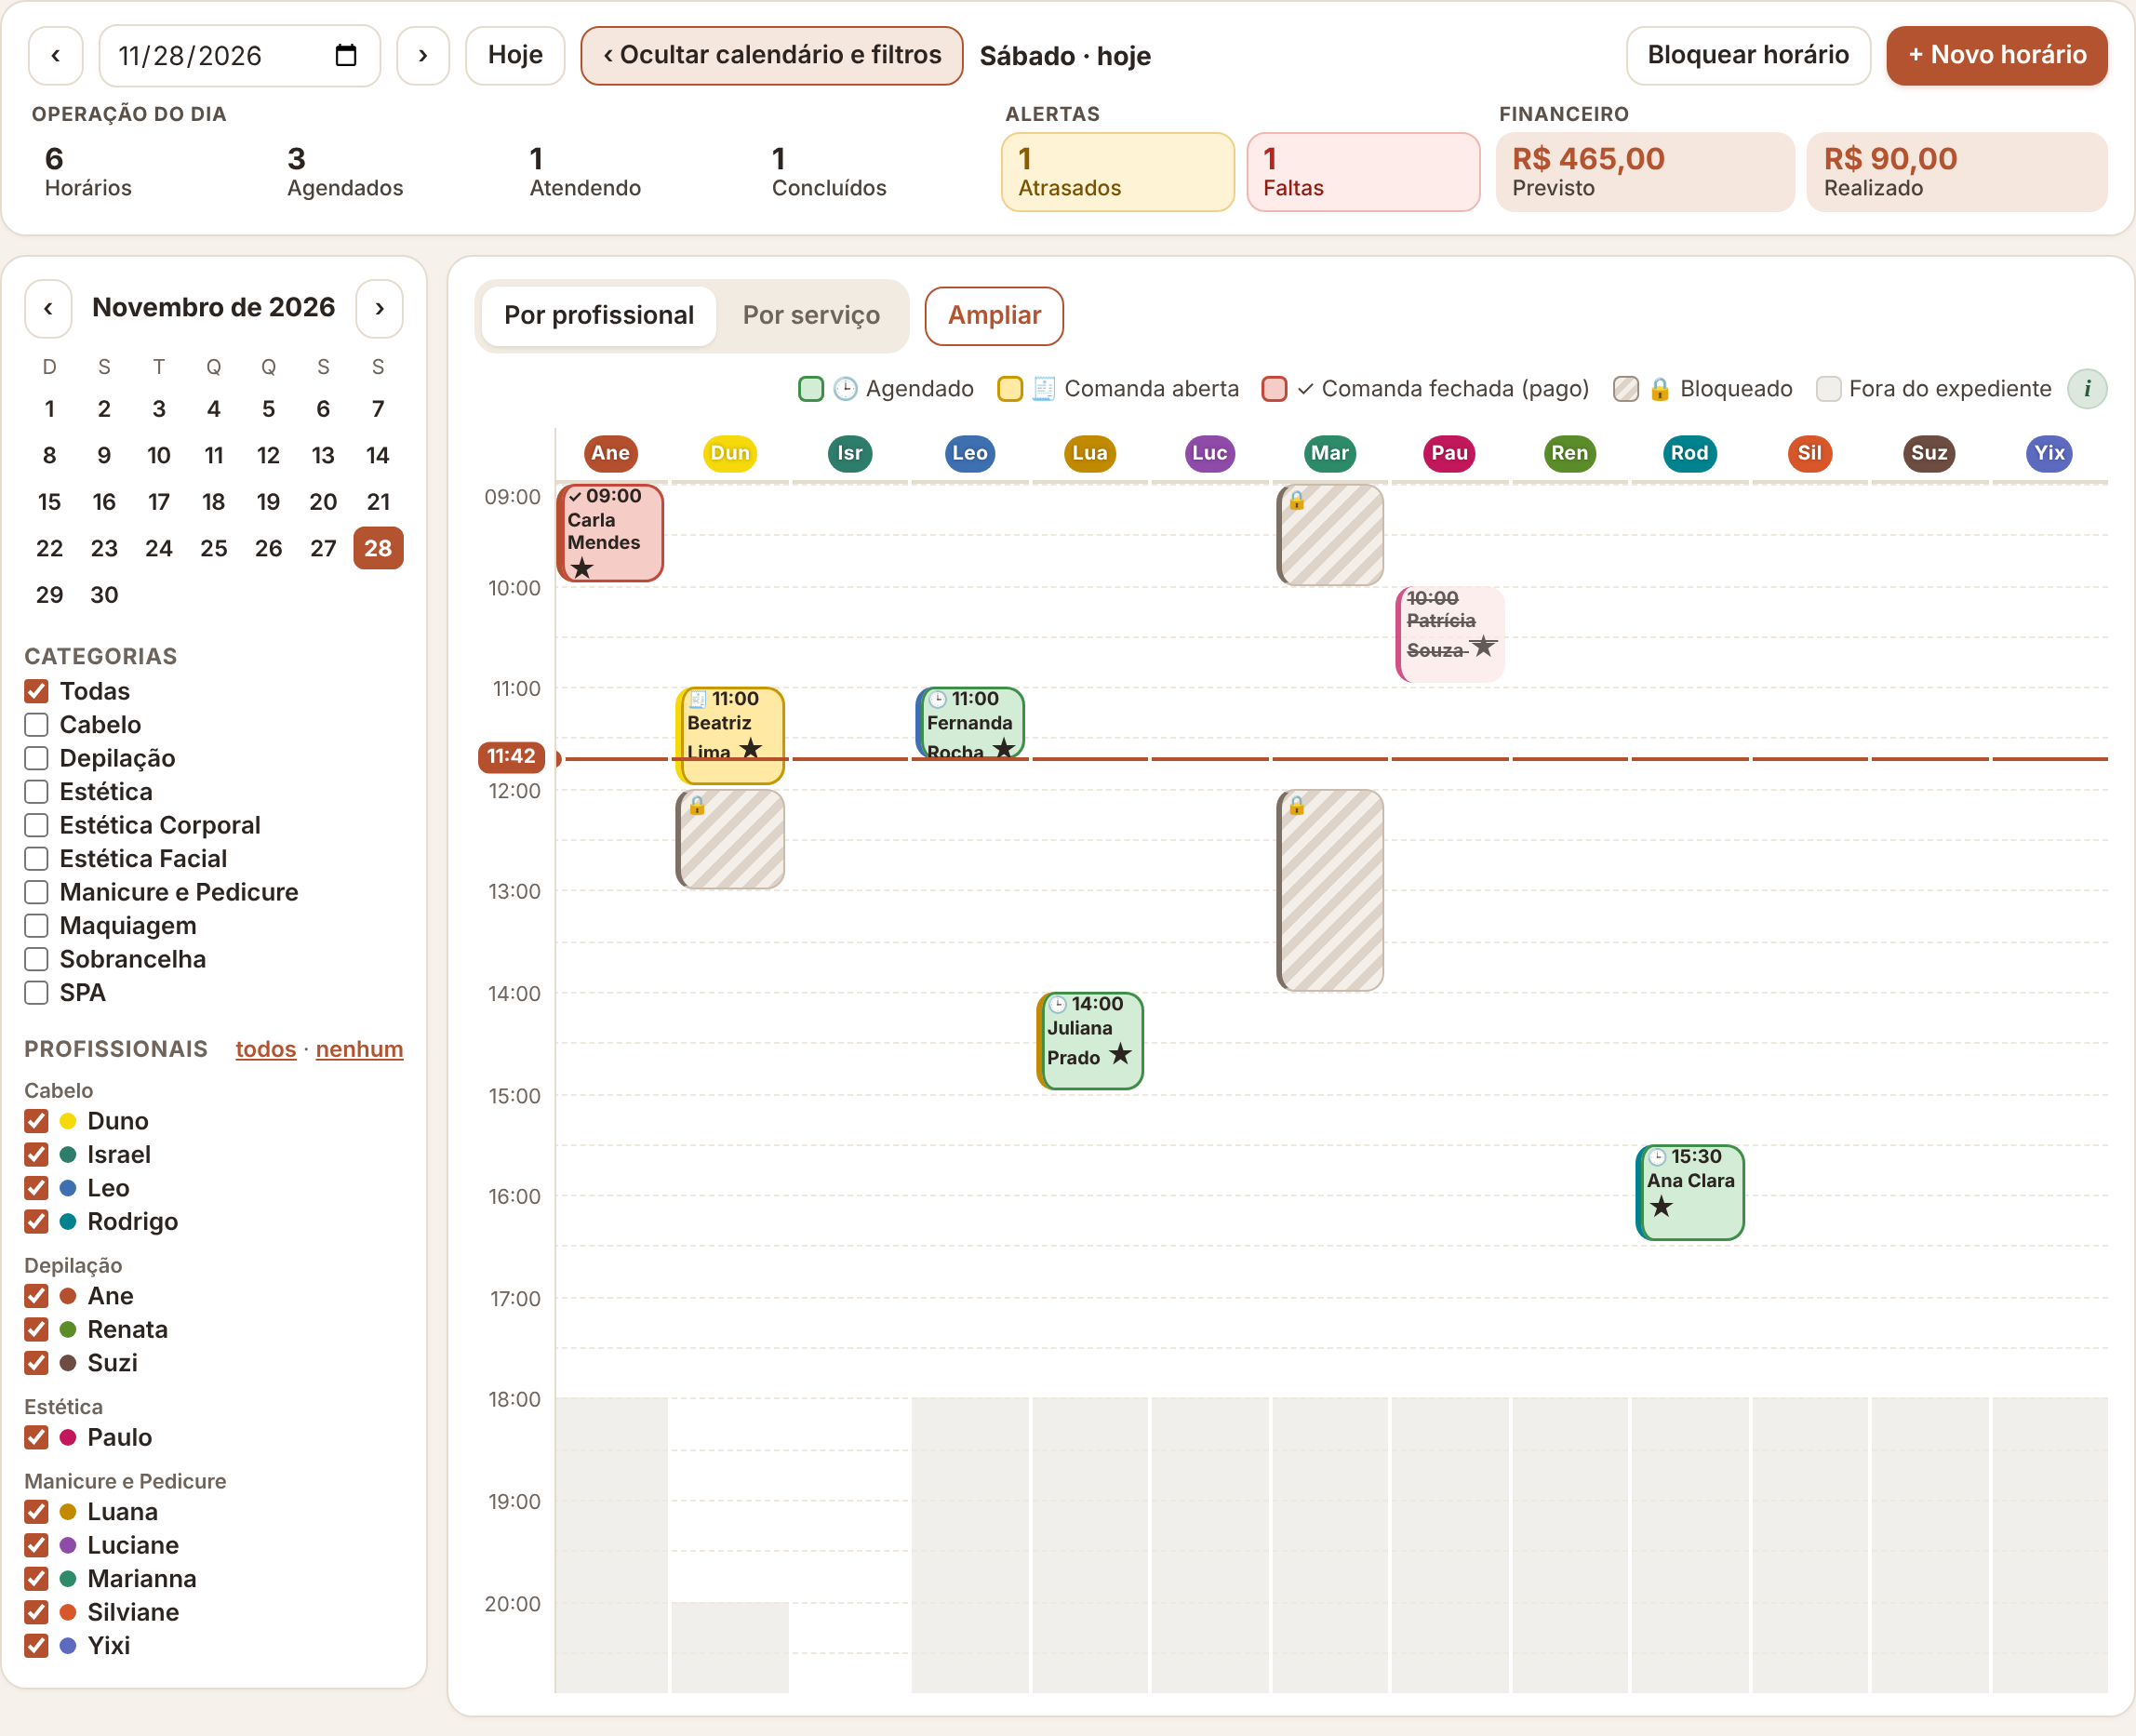 ‹ 11/28/2026 › Hoje ‹ Ocultar calendário e filtros Sábado · hoje Bloquear horário + Novo horário
OPERAÇÃO DO DIA ALERTAS FINANCEIRO
6 3 1 1 1 1 R$ 465,00 R$ 90,00
Horários Agendados Atendendo Concluídos Atrasados Faltas Previsto Realizado
‹ Novembro de 2026 ›
D S T Q Q S S
1 2 3 4 5 6 7
8 9 10 11 12 13 14
15 16 17 18 19 20 21
22 23 24 25 26 27 28
29 30
CATEGORIAS
Todas
Cabelo
Depilação
Estética
Estética Corporal
Estética Facial
Manicure e Pedicure
Maquiagem
Sobrancelha
SPA
PROFISSIONAIS todos · nenhum
Cabelo
Duno
Israel
Leo
Rodrigo
Depilação
Ane
Renata
Suzi
Estética
Paulo
Manicure e Pedicure
Luana
Luciane
Marianna
Silviane
Yixi
Por profissional Por serviço Ampliar
🕒 Agendado 🧾 Comanda aberta ✓ Comanda fechada (pago) 🔒 Bloqueado Fora do expediente i
Ane Dun Isr Leo Lua Luc Mar Pau Ren Rod Sil Suz Yix
09:00
✓ 09:00
Carla
Mendes
★
🔒
10:00
10:00
Patrícia
Souza ★
11:00
🧾 11:00
Beatriz
Lima ★
🕒 11:00
Fernanda
Rocha ★
11:42
12:00
🔒
🔒
13:00
14:00
🕒 14:00
Juliana
Prado ★
15:00
🕒 15:30
Ana Clara
★
16:00
17:00
18:00
19:00
20:00